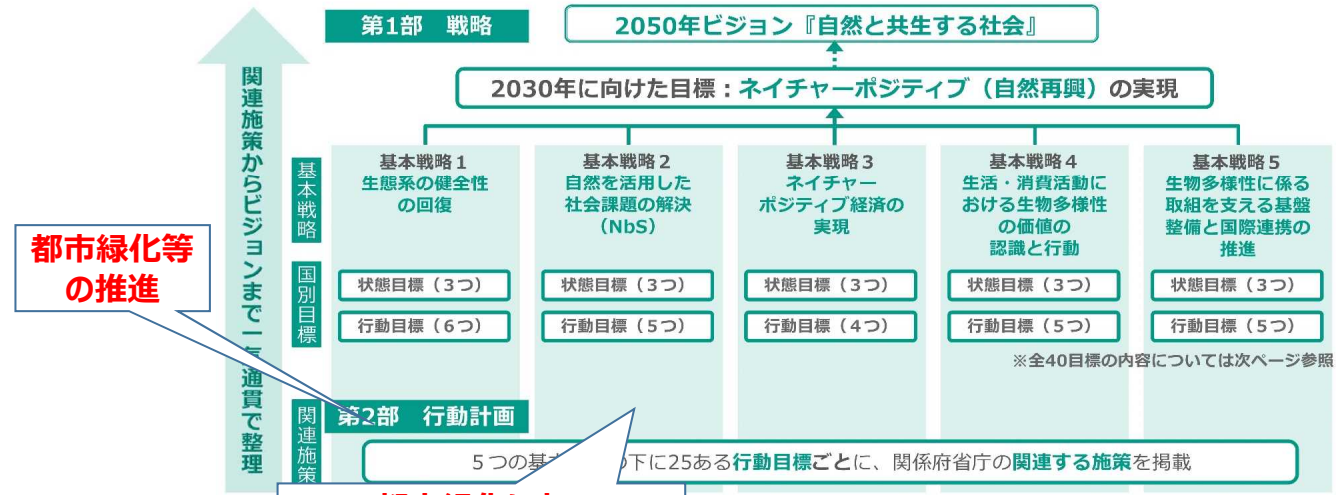 第1部 戦略
2050年ビジョン『自然と共生する社会』
2030年に向けた目標：ネイチャーポジティブ（自然再興）の実現
関連施策からビジョンまで一気通貫で整理
基本戦略
基本戦略１
生態系の健全性
の回復
基本戦略２
自然を活用した
社会課題の解決
（NbS）
基本戦略３
ネイチャー
ポジティブ経済の
実現
基本戦略４
生活・消費活動に
おける生物多様性
の価値の
認識と行動
基本戦略５
生物多様性に係る
取組を支える基盤
整備と国際連携の
推進
都市緑化等
の推進
国別目標
状態目標（３つ）
状態目標（３つ）
状態目標（３つ）
状態目標（３つ）
状態目標（３つ）
行動目標（６つ）
行動目標（５つ）
行動目標（４つ）
行動目標（５つ）
行動目標（５つ）
※全40目標の内容については次ページ参照
関連施策
第2部 行動計画
５つの基 の下に25ある行動目標ごとに、関係府省庁の関連する施策を掲載